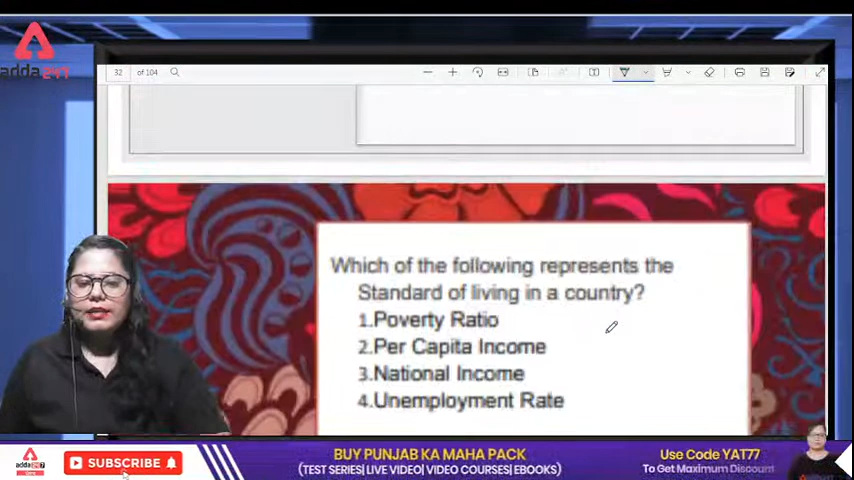 adda247
32 of 104
Which of the following represents the
Standard of living in a country?
1.Poverty Ratio
2.Per Capita Income
3.National Income
4.Unemployment Rate
adda247
SUBSCRIBE
BUY PUNJAB KA MAHA PACK
(TEST SERIES| LIVE VIDEO| VIDEO COURSES| EBOOKS)
Use Code YAT77
To Get Maximum Discount